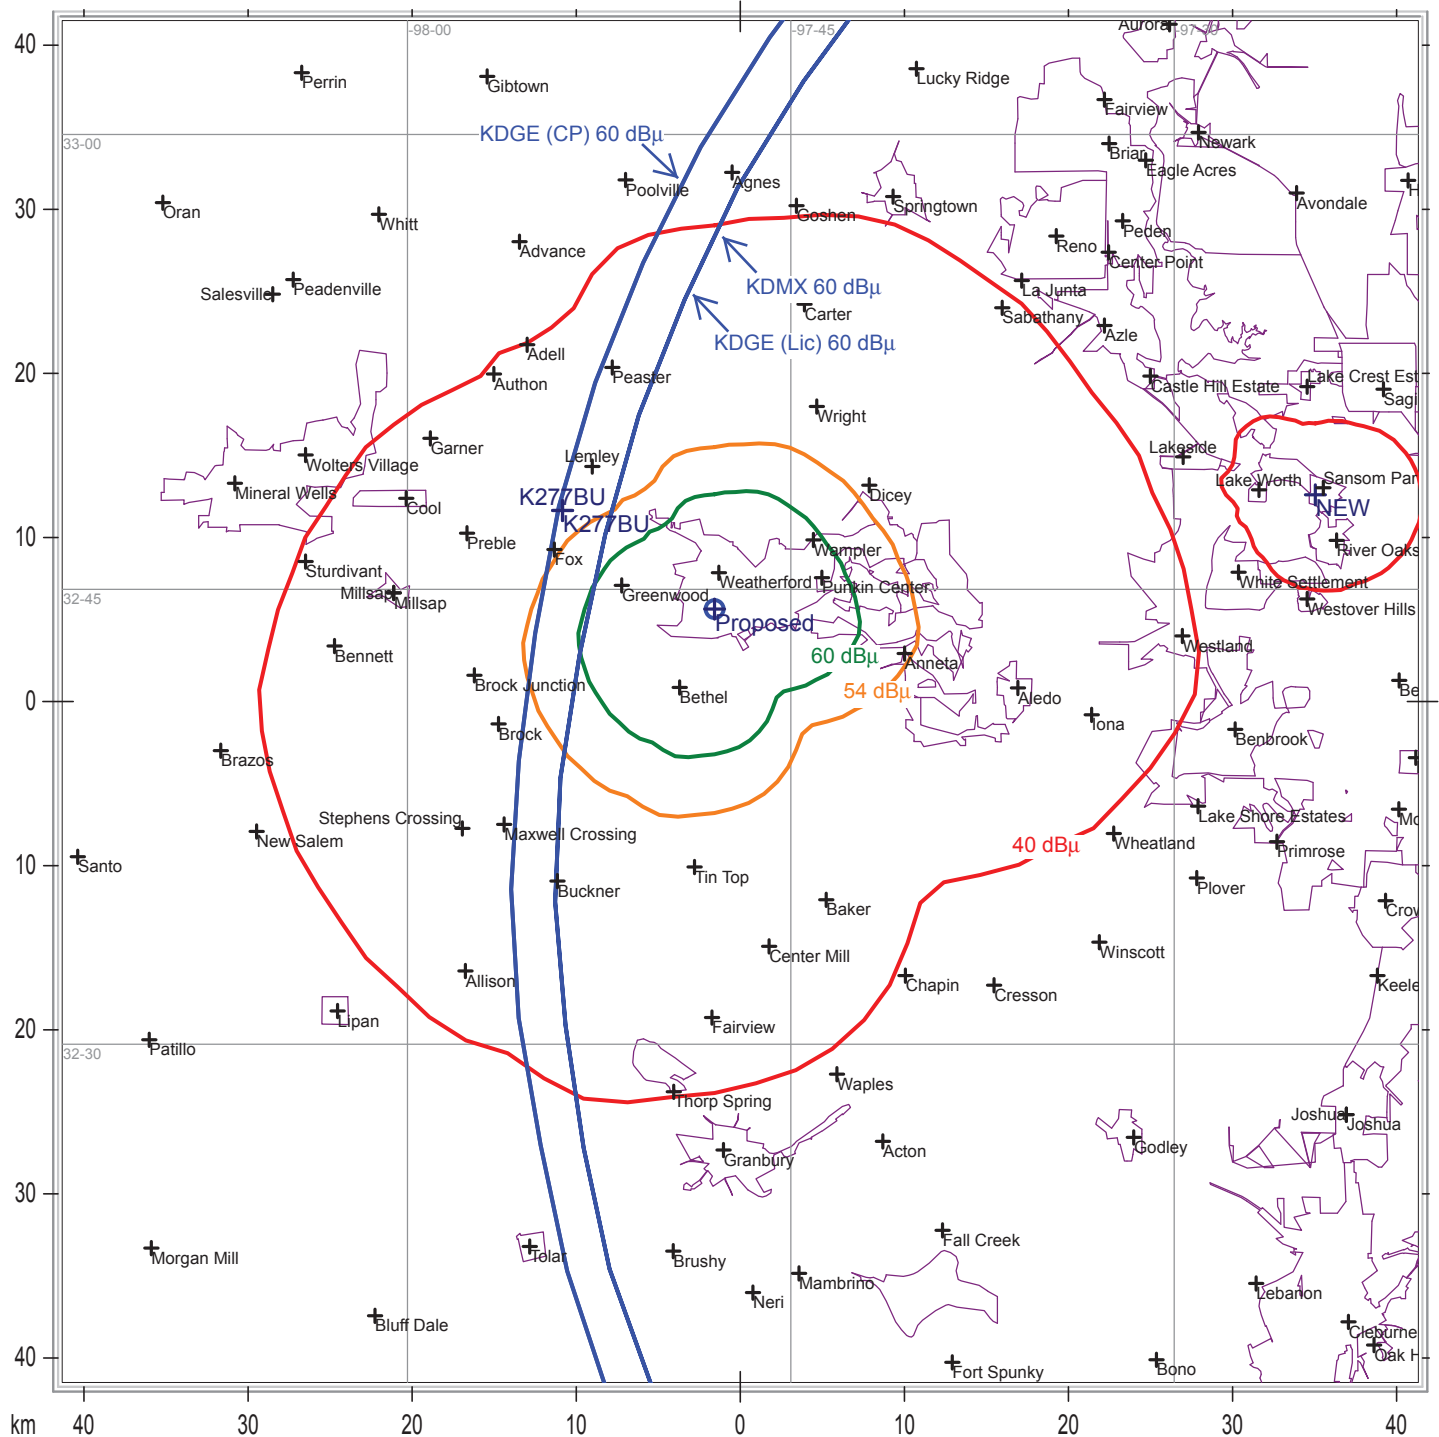 Aurora
40
-98-00
-97-45
-97-30
Perrin
Gibtown
Lucky Ridge
Fairview
KDGE (CP) 60 dBµ
33-00
Newark
Briar
Eagle Acres
Poolville
Agnes
30
Oran
Whitt
Goshen
Springtown
Avondale
Advance
Reno
Peden
Center Point
Salesville
Peadenville
KDMX 60 dBµ
La Junta
Carter
Sabathany
KDGE (Lic) 60 dBµ
Azle
Adell
20
Authon
Peaster
Castle Hill Estate
Lake Crest Est
Sagi
Wright
Garner
Lakeside
Lemley
Wolters Village
Mineral Wells
Cool
K277BU
K277BU
Dicey
Lake Worth
Sansom Par
NEW
10
Preble
Fox
Wampler
River Oaks
Sturdivant
Millsap
Millsap
Greenwood
Weatherford
Punkin Center
White Settlement
32-45
Westover Hills
Proposed
Bennett
60 dBµ
Anneta
Westland
Brock Junction
Bethel
54 dBµ
Aledo
Be
0
Brock
Iona
Benbrook
Brazos
Stephens Crossing
Maxwell Crossing
Lake Shore Estates
Mc
New Salem
40 dBµ
Wheatland
Primrose
10
Santo
Buckner
Tin Top
Plover
Baker
Crov
Center Mill
Winscott
Allison
Chapin
Cresson
Keele
Lipan
Fairview
20
Patillo
32-30
Waples
Thorp Spring
Joshua
Joshua
Granbury
Acton
Godley
30
Morgan Mill
Tolar
Brushy
Fall Creek
Mambrino
Neri
Lebanon
Bluff Dale
Cleburne
40
Fort Spunky
Bono
Oak H
km
40
30
20
10
0
10
20
30
40